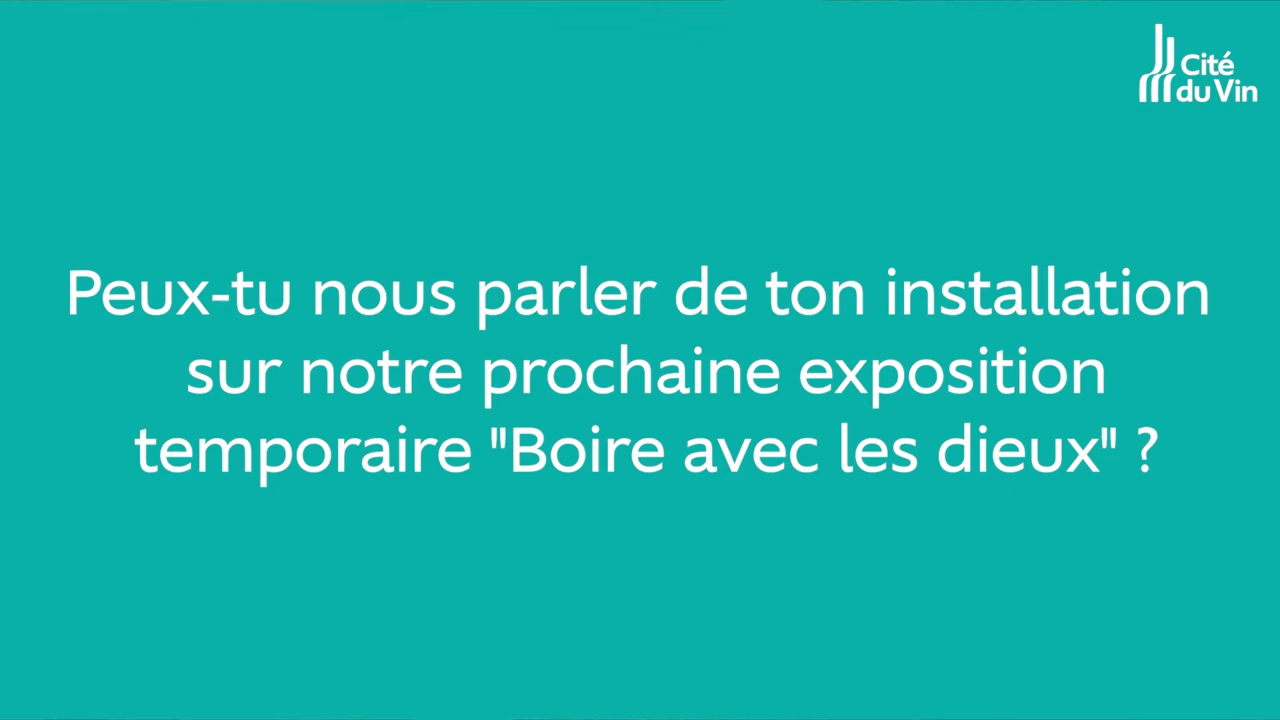 Cité
du Vin
Peux-tu nous parler de ton installation
sur notre prochaine exposition
temporaire "Boire avec les dieux" ?